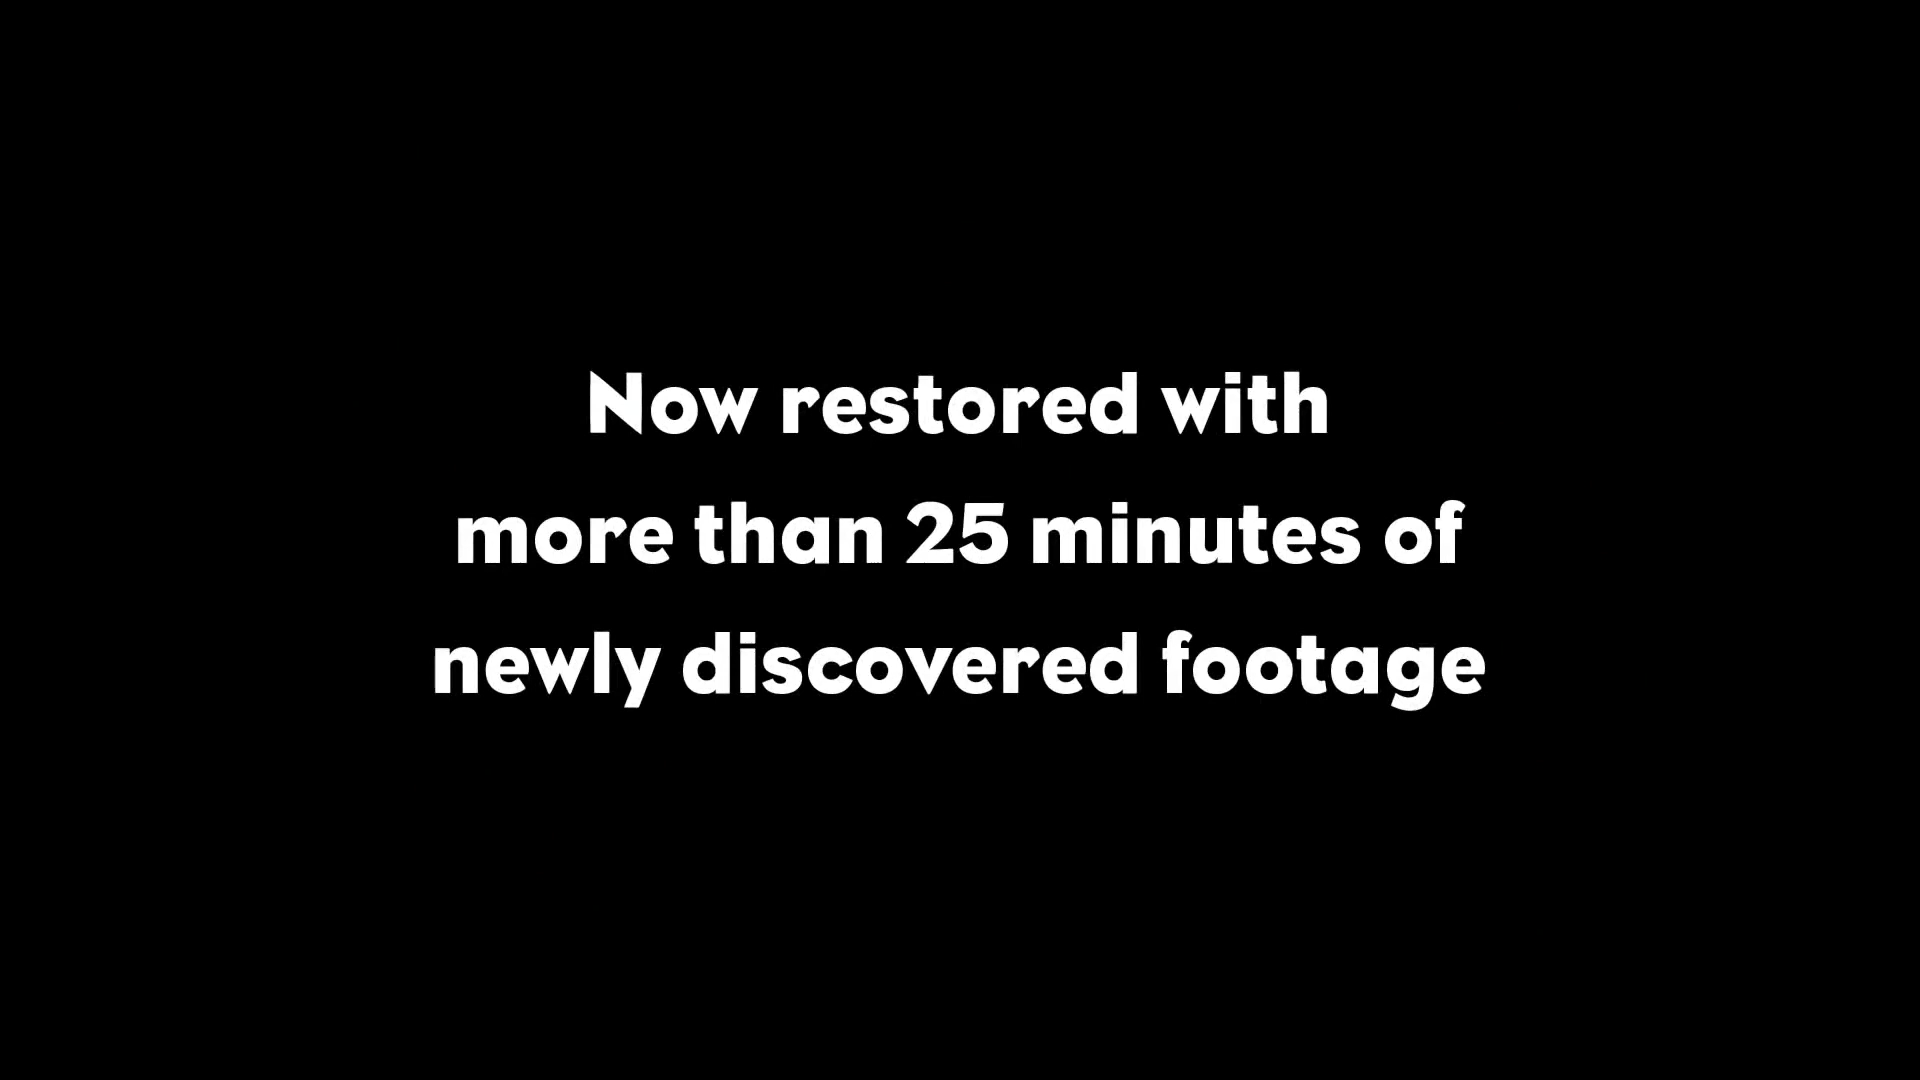 Now restored with
more than 25 minutes of
newly discovered footage